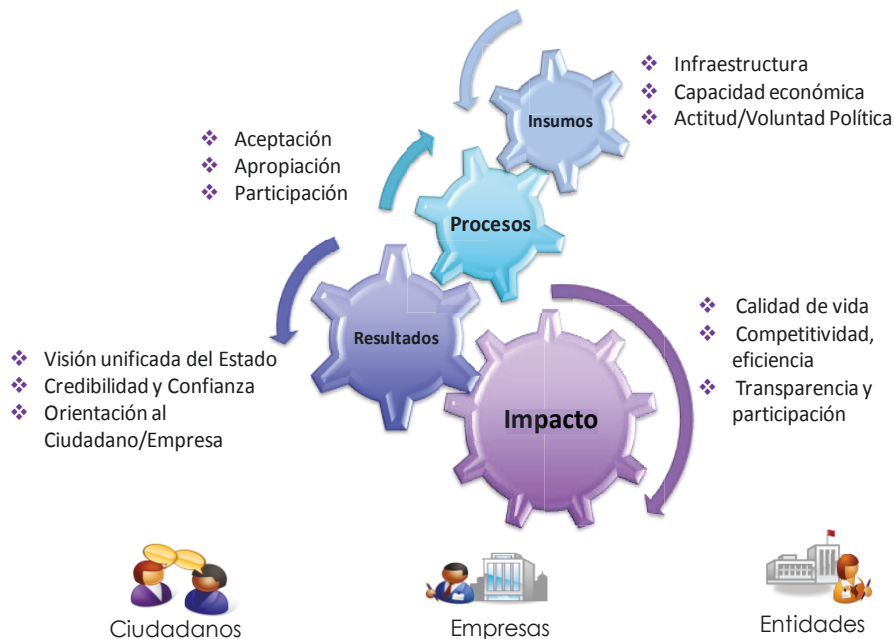 Insumos
Infraestructura
Capacidad económica
Actitud/Voluntad Política
Aceptación
Apropiación
Participación
Procesos
Resultados
Visión unificada del Estado
Credibilidad y Confianza
Orientación al
Ciudadano/Empresa
Impacto
Calidad de vida
Competitividad,
eficiencia
Transparencia y
participación
Ciudadanos
Empresas
Entidades